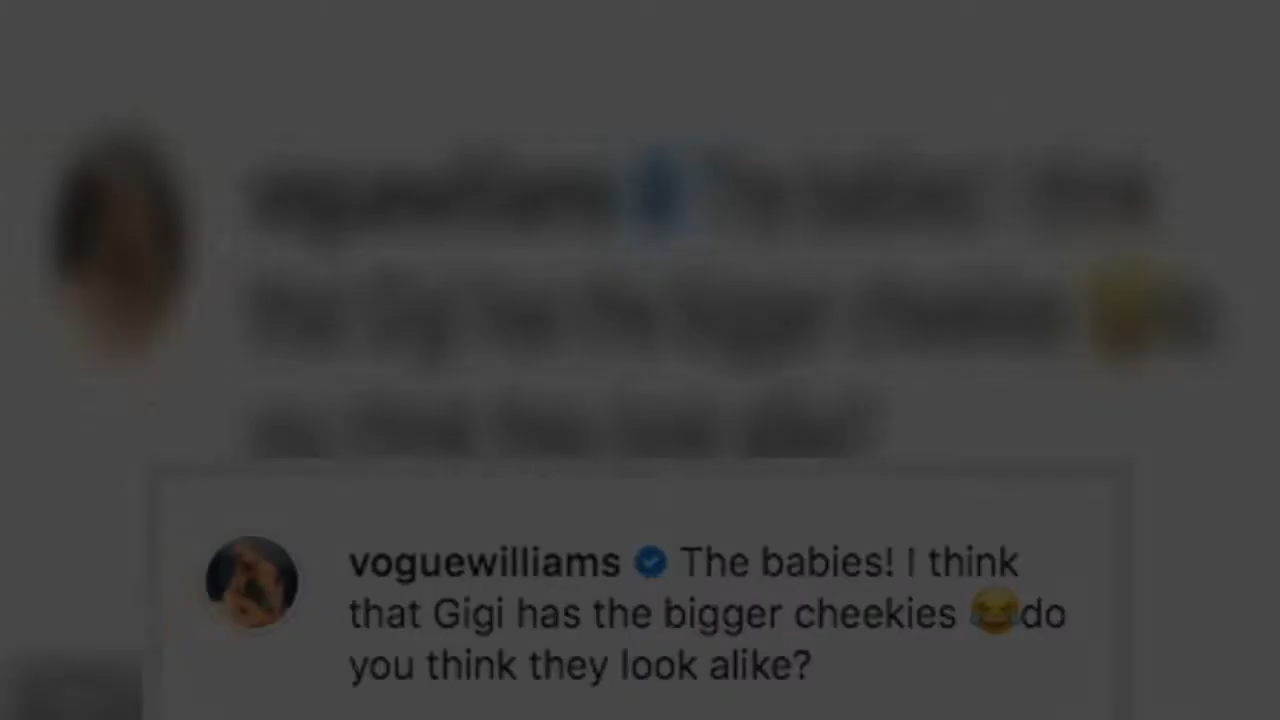 voguewilliams The babies! I think
that Gigi has the bigger cheekies 😂do
you think they look alike?